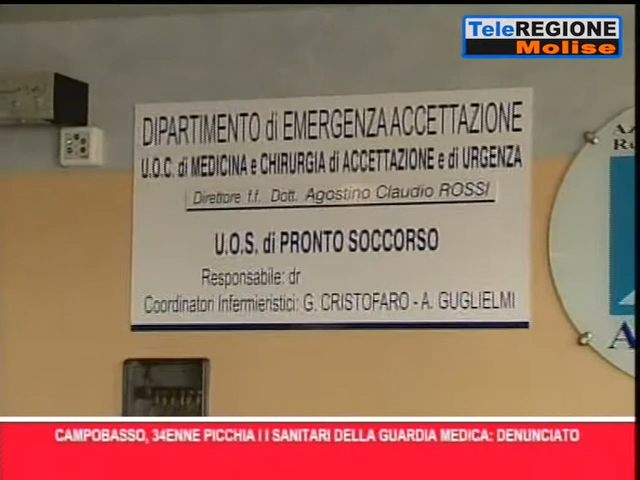 TeleREGIONE
Molise
DIPARTIMENTO di EMERGENZA ACCETTAZIONE
U.O.C. di MEDICINA e CHIRURGIA di ACCETTAZIONE e di URGENZA
Direttore f.f. Dott. Agostino Claudio ROSSI
U.O.S. di PRONTO SOCCORSO
Responsabile: dr
Coordinatori Infermieristici: G. CRISTOFARO - A. GUGLIELMI
CAMPOBASSO, 34ENNE PICCHIA I I SANITARI DELLA GUARDIA MEDICA: DENUNCIATO